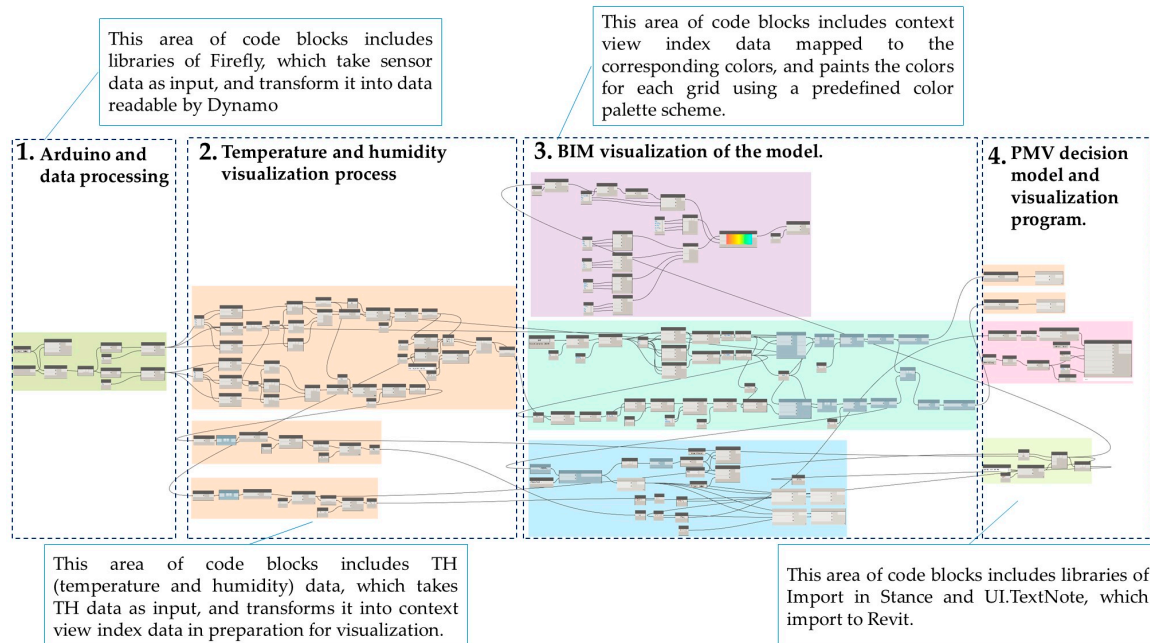 This area of code blocks includes
libraries of Firefly, which take sensor
data as input, and transform it into data
readable by Dynamo
This area of code blocks includes context
view index data mapped to the
corresponding colors, and paints the colors
for each grid using a predefined color
palette scheme.
1. Arduino and
data processing
2. Temperature and humidity
visualization process
3. BIM visualization of the model.
4. PMV decision
model and
visualization
program.
This area of code blocks includes TH
(temperature and humidity) data, which takes
TH data as input, and transforms it into context
view index data in preparation for visualization.
This area of code blocks includes libraries of
Import in Stance and UI.TextNote, which
import to Revit.